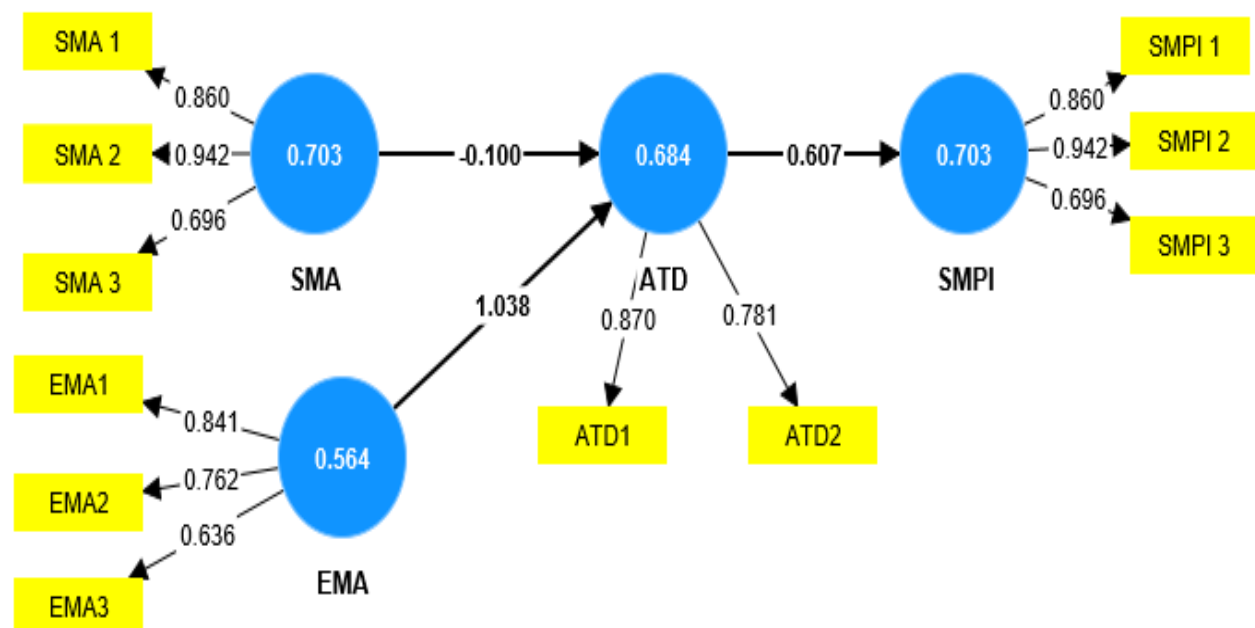 SMA 1
SMPI 1
0.860
0.860
SMA 2
0.942
0.703
-0.100
0.684
0.607
0.703
0.942
SMPI 2
0.696
0.696
SMA 3
SMA
ATD
SMPI
SMPI 3
1.038
0.870
0.781
EMA1
0.841
ATD1
ATD2
0.564
EMA2
0.762
0.636
EMA
EMA3